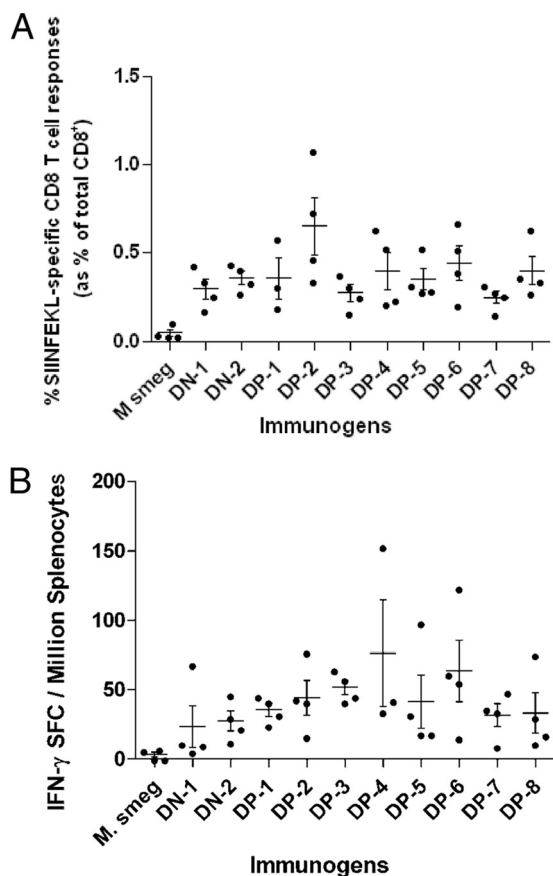 A
%SIINFEKL-specific CD8 T cell responses
(as % of total CD8+)
1.5
1.0
0.5
0.0
M smeg
DN-1
DN-2
DP-1
DP-2
DP-3
DP-4
DP-5
DP-6
DP-7
DP-8
Immunogens
B
IFN-γ SFC / Million Splenocytes
200
150
100
50
0
M. smeg
DN-1
DN-2
DP-1
DP-2
DP-3
DP-4
DP-5
DP-6
DP-7
DP-8
Immunogens